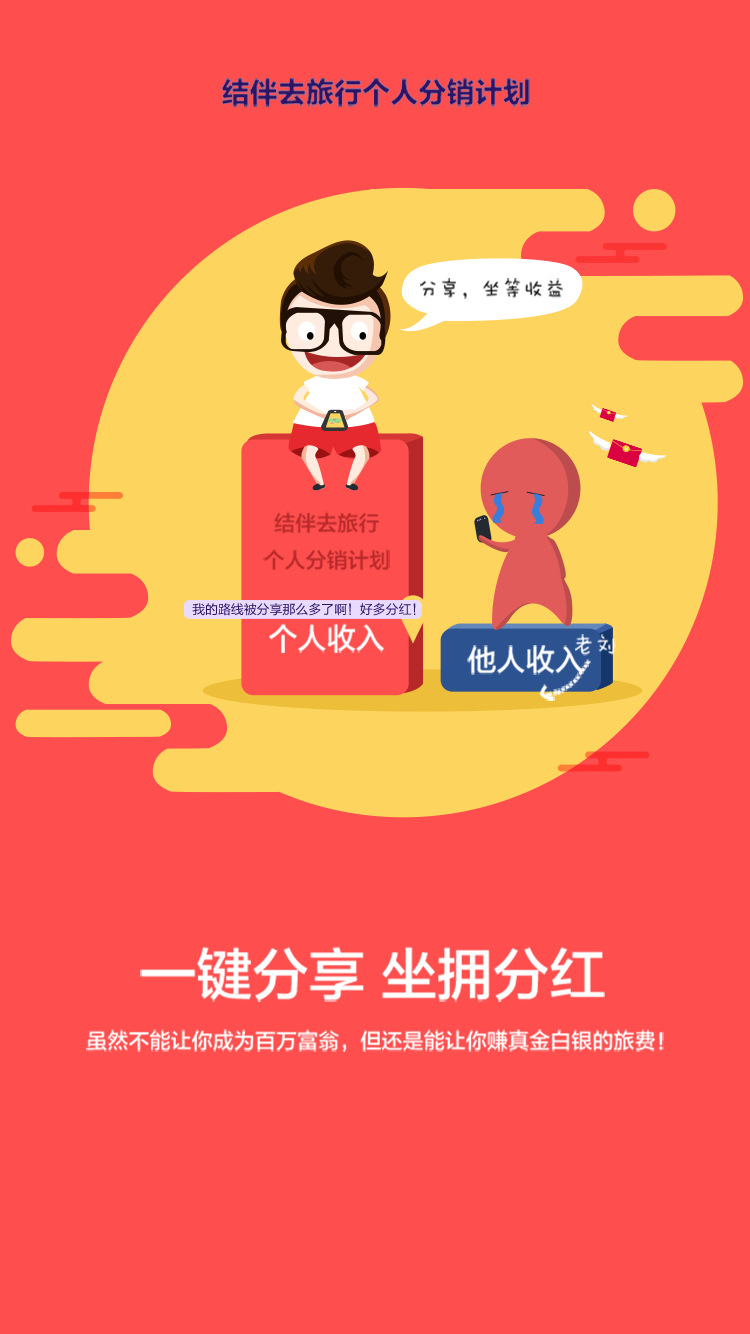 结伴去旅行个人分销计划
分享，坐等收益
结伴去旅行
个人分销计划
我的路线被分享那么多了啊！好多分红！
个人收入
老刘
他人收入
一键分享 坐拥分红
虽然不能让你成为百万富翁，但还是能让你赚真金白银的旅费！